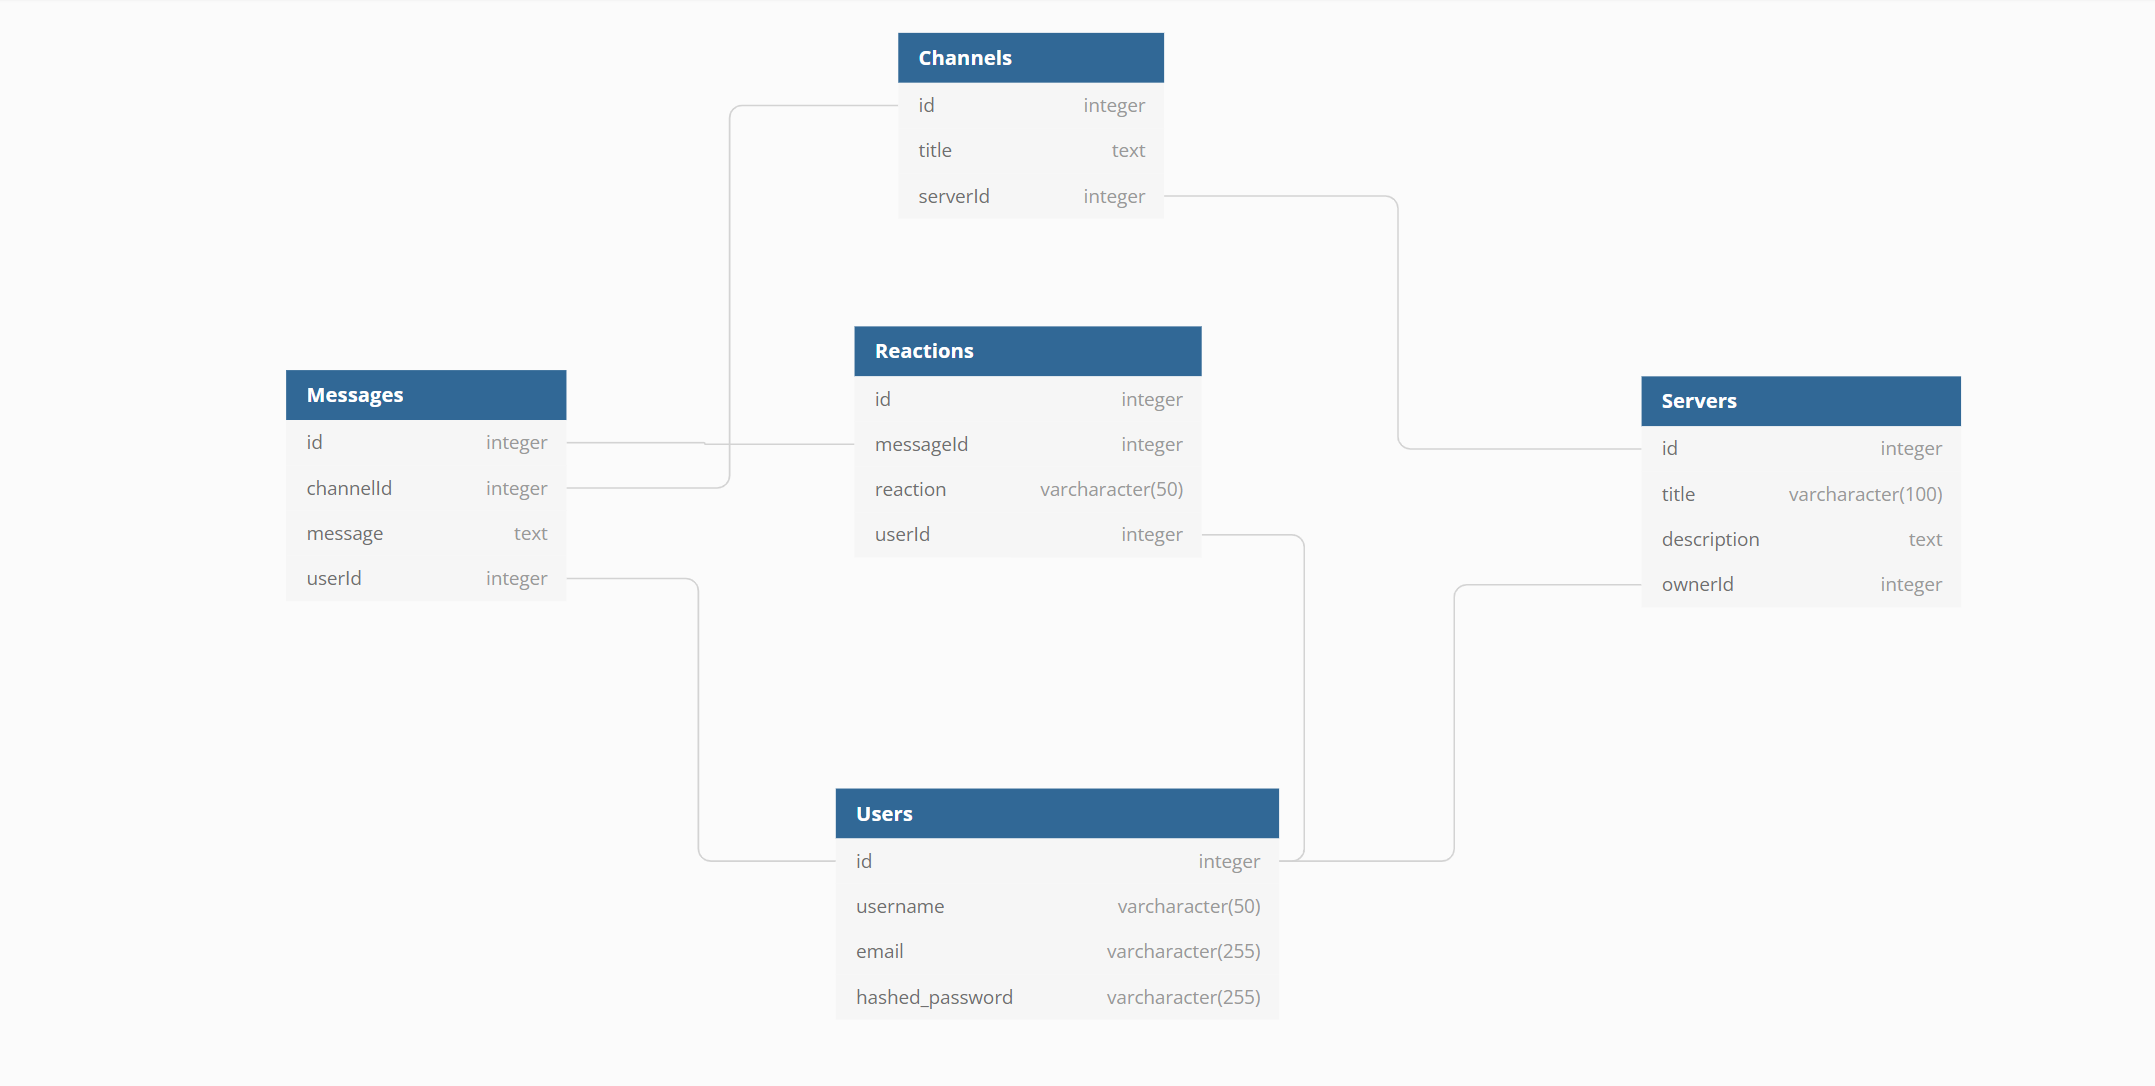 Channels
id integer
title text
serverId integer
Reactions
id integer
messageId integer
reaction varcharacter(50)
userId integer
Messages
id integer
channelId integer
message text
userId integer
Servers
id integer
title varcharacter(100)
description text
ownerId integer
Users
id integer
username varcharacter(50)
email varcharacter(255)
hashed_password varcharacter(255)